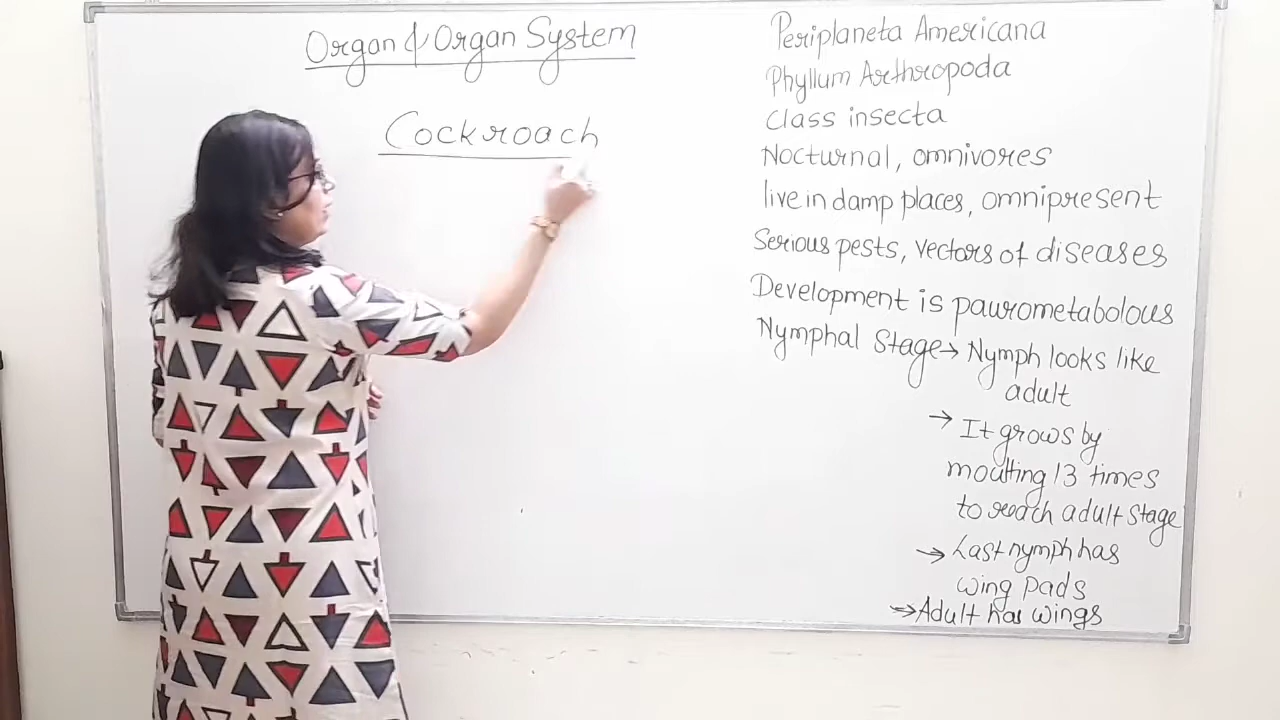 Organ & Organ System
Cockroach
Periplaneta Americana
Phyllum Arthropoda
Class insecta
Nocturnal, omnivores
live in damp places, omnipresent
Serious pests, vectors of diseases
Development is paurometabolous
Nymphal Stage → Nymph looks like
adult
→ It grows by
moulting 13 times
to reach adult stage
→ Last nymph has
wing pads
→ Adult has wings